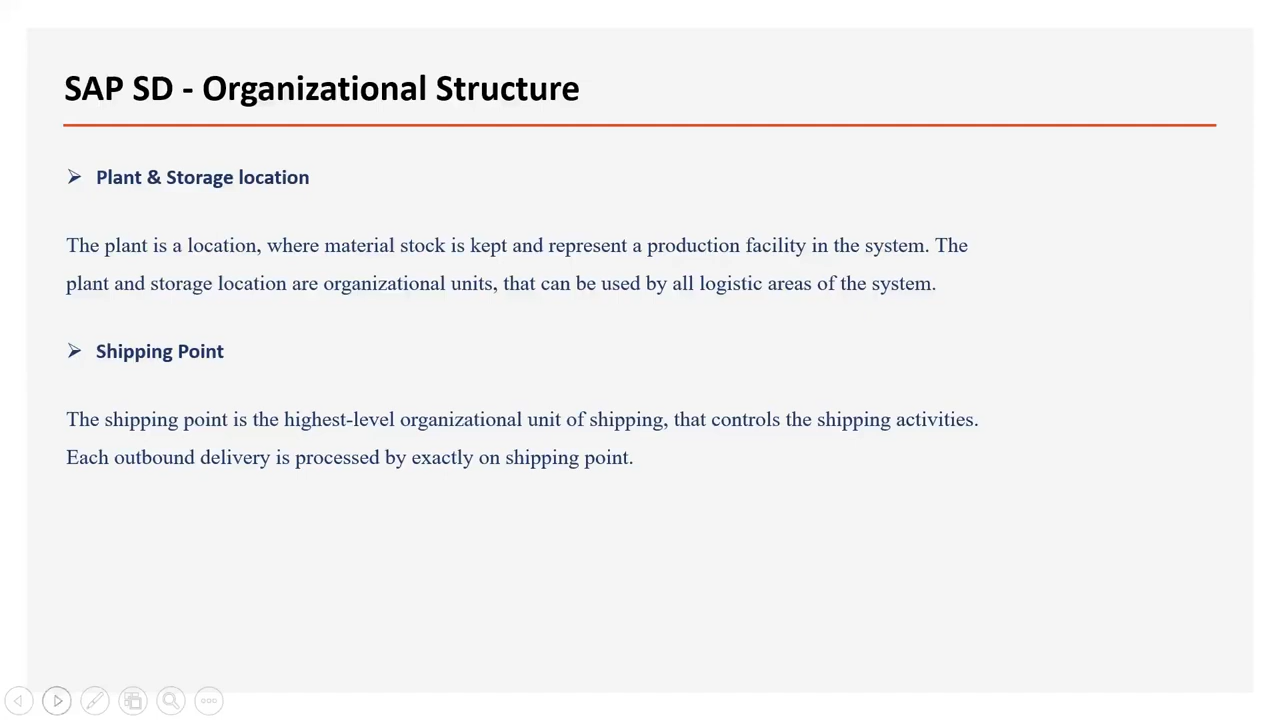 SAP SD - Organizational Structure
Plant & Storage location
The plant is a location, where material stock is kept and represent a production facility in the system. The
plant and storage location are organizational units, that can be used by all logistic areas of the system.
Shipping Point
The shipping point is the highest-level organizational unit of shipping, that controls the shipping activities.
Each outbound delivery is processed by exactly on shipping point.